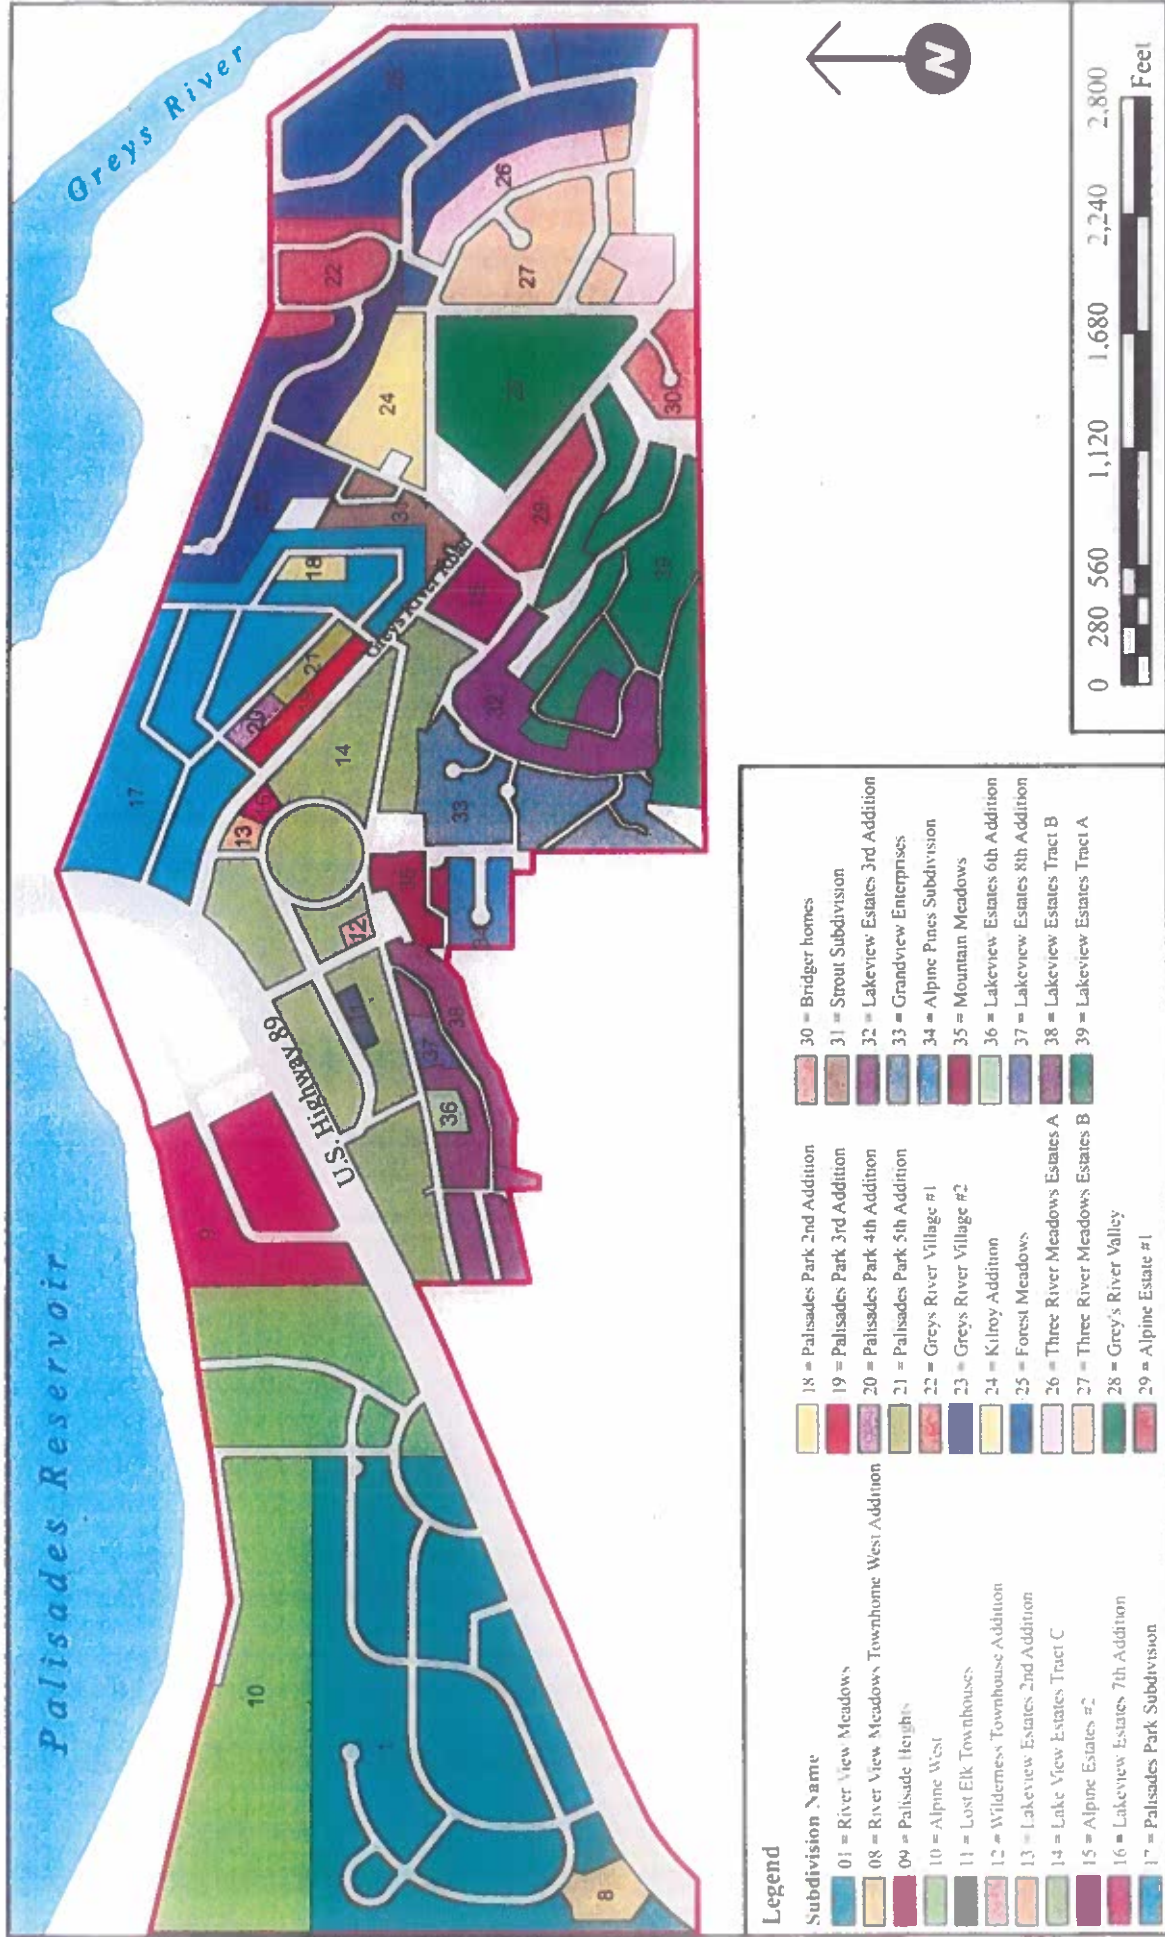 Palisades Reservoir
Greys River
U.S. Highway 89
Greys River Road
10
1
8
9
17
13
16
14
12
20
21
18
24
22
26
27
30
29
32
33
35
34
36
37
38
39
N
0 280 560 1,120 1,680 2,240 2,800
Feet
Legend
Subdivision Name
01 = River View Meadows
08 = River View Meadows Townhome West Addition
09 = Palisade Heights
10 = Alpine West
11 = Lost Elk Townhouses
12 = Wilderness Townhouse Addition
13 = Lakeview Estates 2nd Addition
14 = Lake View Estates Tract C
15 = Alpine Estates #2
16 = Lakeview Estates 7th Addition
17 = Palisades Park Subdivision
18 = Palisades Park 2nd Addition
19 = Palisades Park 3rd Addition
20 = Palisades Park 4th Addition
21 = Palisades Park 5th Addition
22 = Greys River Village #1
23 = Greys River Village #2
24 = Kilroy Addition
25 = Forest Meadows
26 = Three River Meadows Estates A
27 = Three River Meadows Estates B
28 = Grey's River Valley
29 = Alpine Estate #1
30 = Bridger homes
31 = Strout Subdivision
32 = Lakeview Estates 3rd Addition
33 = Grandview Enterprises
34 = Alpine Pines Subdivision
35 = Mountain Meadows
36 = Lakeview Estates 6th Addition
37 = Lakeview Estates 8th Addition
38 = Lakeview Estates Tract B
39 = Lakeview Estates Tract A